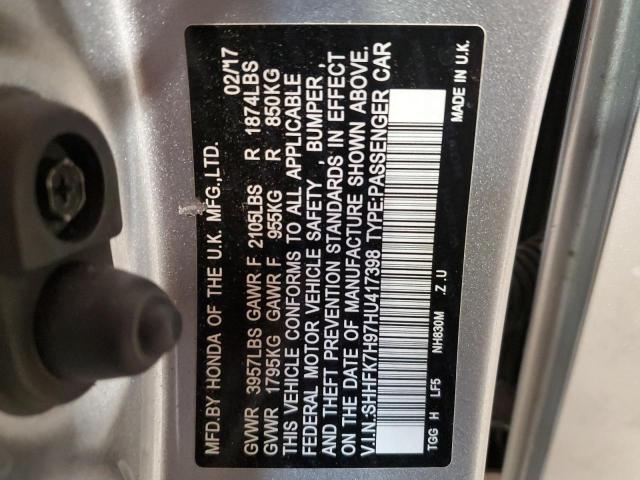 MFD.BY HONDA OF THE U.K. MFG.,LTD. 02/17
GVWR 3957LBS GAWR F 2105LBS R 1874LBS
GVWR 1795KG GAWR F 955KG R 850KG
THIS VEHICLE CONFORMS TO ALL APPLICABLE
FEDERAL MOTOR VEHICLE SAFETY , BUMPER ,
AND THEFT PREVENTION STANDARDS IN EFFECT
ON THE DATE OF MANUFACTURE SHOWN ABOVE.
V.I.N.:SHHFK7H97HU417398 TYPE:PASSENGER CAR
NH830M .Z .U
TGG H LF5 MADE IN U.K.